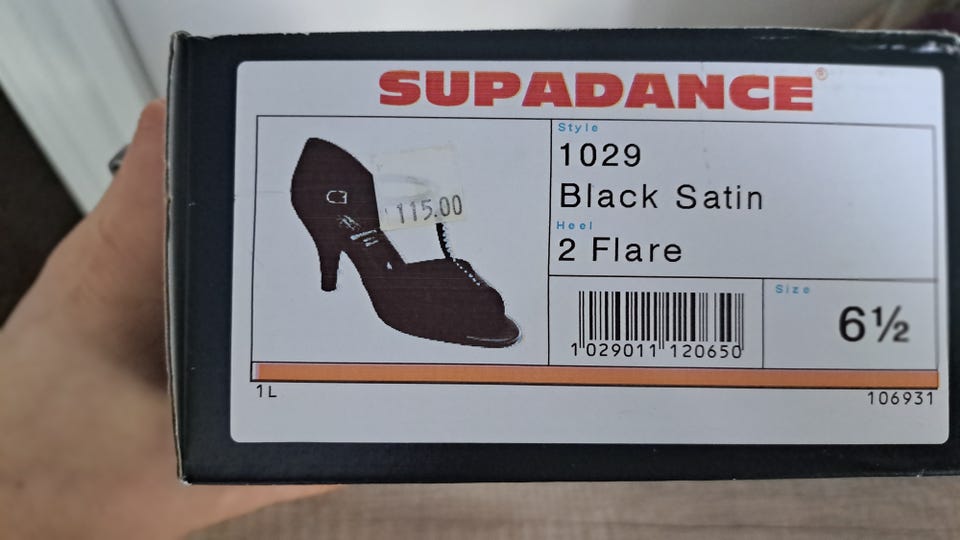 SUPADANCE®
115.00
Style
1029
Black Satin
Heel
2 Flare
1 029011 120650
Size
6½
1L
106931